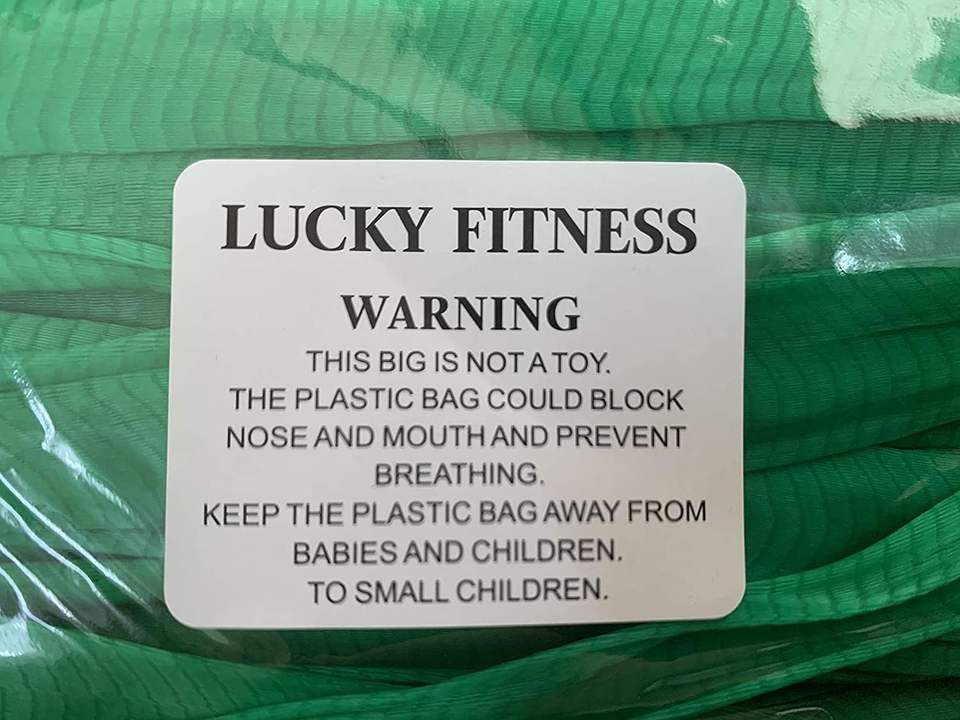 LUCKY FITNESS
WARNING
THIS BIG IS NOT A TOY.
THE PLASTIC BAG COULD BLOCK
NOSE AND MOUTH AND PREVENT
BREATHING.
KEEP THE PLASTIC BAG AWAY FROM
BABIES AND CHILDREN.
TO SMALL CHILDREN.